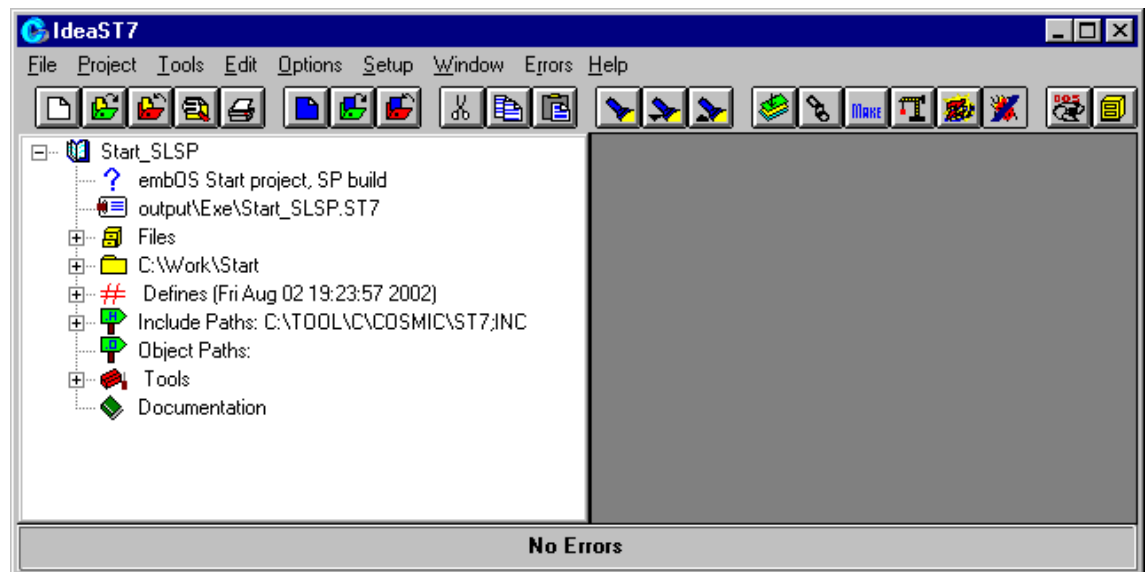 IdeaST7
File Project Tools Edit Options Setup Window Errors Help
MAKE DOS
Start_SLSP
? embOS Start project, SP build
output\Exe\Start_SLSP.ST7
Files
C:\Work\Start
# Defines (Fri Aug 02 19:23:57 2002)
.H Include Paths: C:\TOOL\C\COSMIC\ST7;INC
.O Object Paths:
Tools
Documentation
No Errors